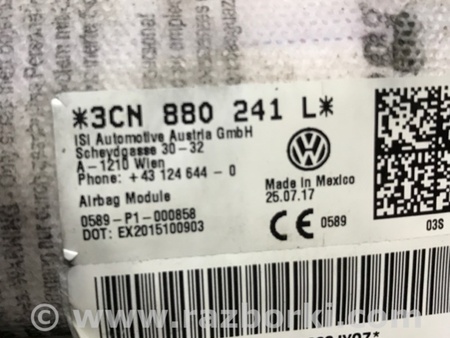 *3CN 880 241 L*
ISI Automotive Austria GmbH
Scheydgasse 30-32
A-1210 Wien
Phone: +43 124 644 - 0
Airbag Module
0589-P1-000858
DOT: EX2015100903
Made in Mexico
25.07.17
CE 0589
03S
www.razborki.com